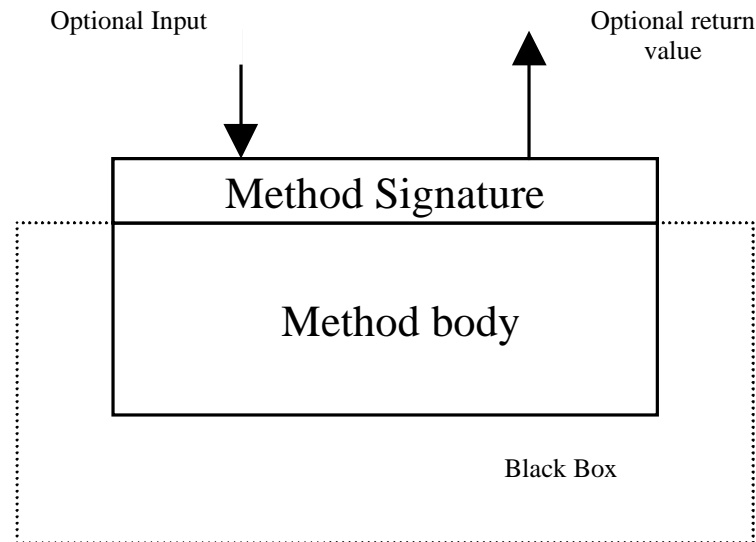 Optional Input
Optional return
value
Method Signature
Method body
Black Box